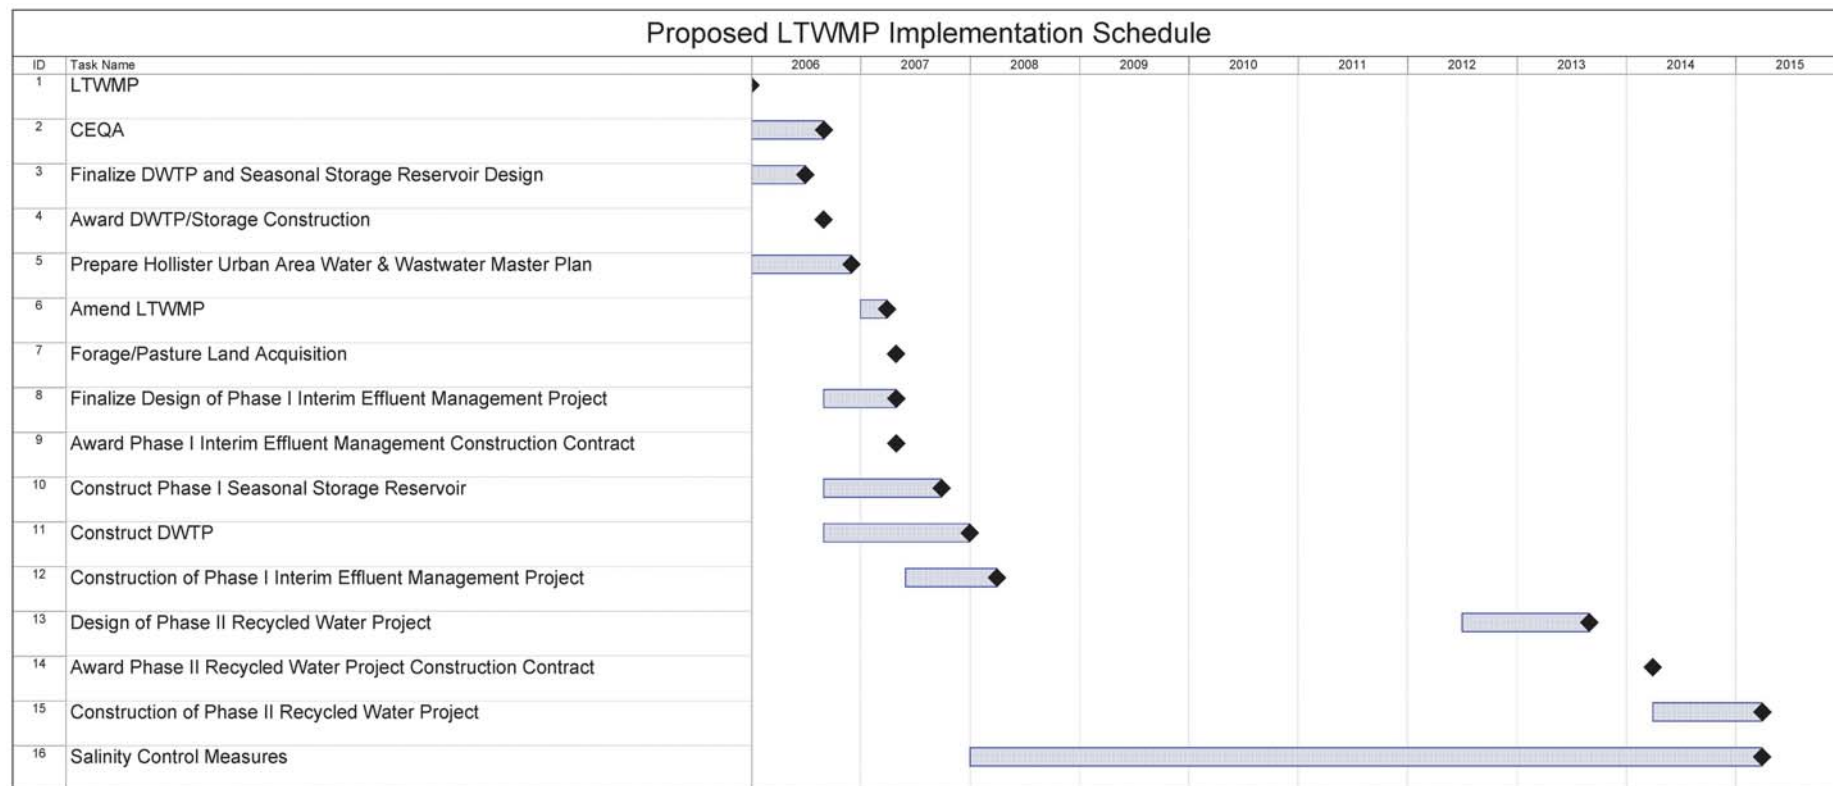 Proposed LTWMP Implementation Schedule
ID Task Name 2006 2007 2008 2009 2010 2011 2012 2013 2014 2015
1 LTWMP
2 CEQA
3 Finalize DWTP and Seasonal Storage Reservoir Design
4 Award DWTP/Storage Construction
5 Prepare Hollister Urban Area Water & Wastwater Master Plan
6 Amend LTWMP
7 Forage/Pasture Land Acquisition
8 Finalize Design of Phase I Interim Effluent Management Project
9 Award Phase I Interim Effluent Management Construction Contract
10 Construct Phase I Seasonal Storage Reservoir
11 Construct DWTP
12 Construction of Phase I Interim Effluent Management Project
13 Design of Phase II Recycled Water Project
14 Award Phase II Recycled Water Project Construction Contract
15 Construction of Phase II Recycled Water Project
16 Salinity Control Measures